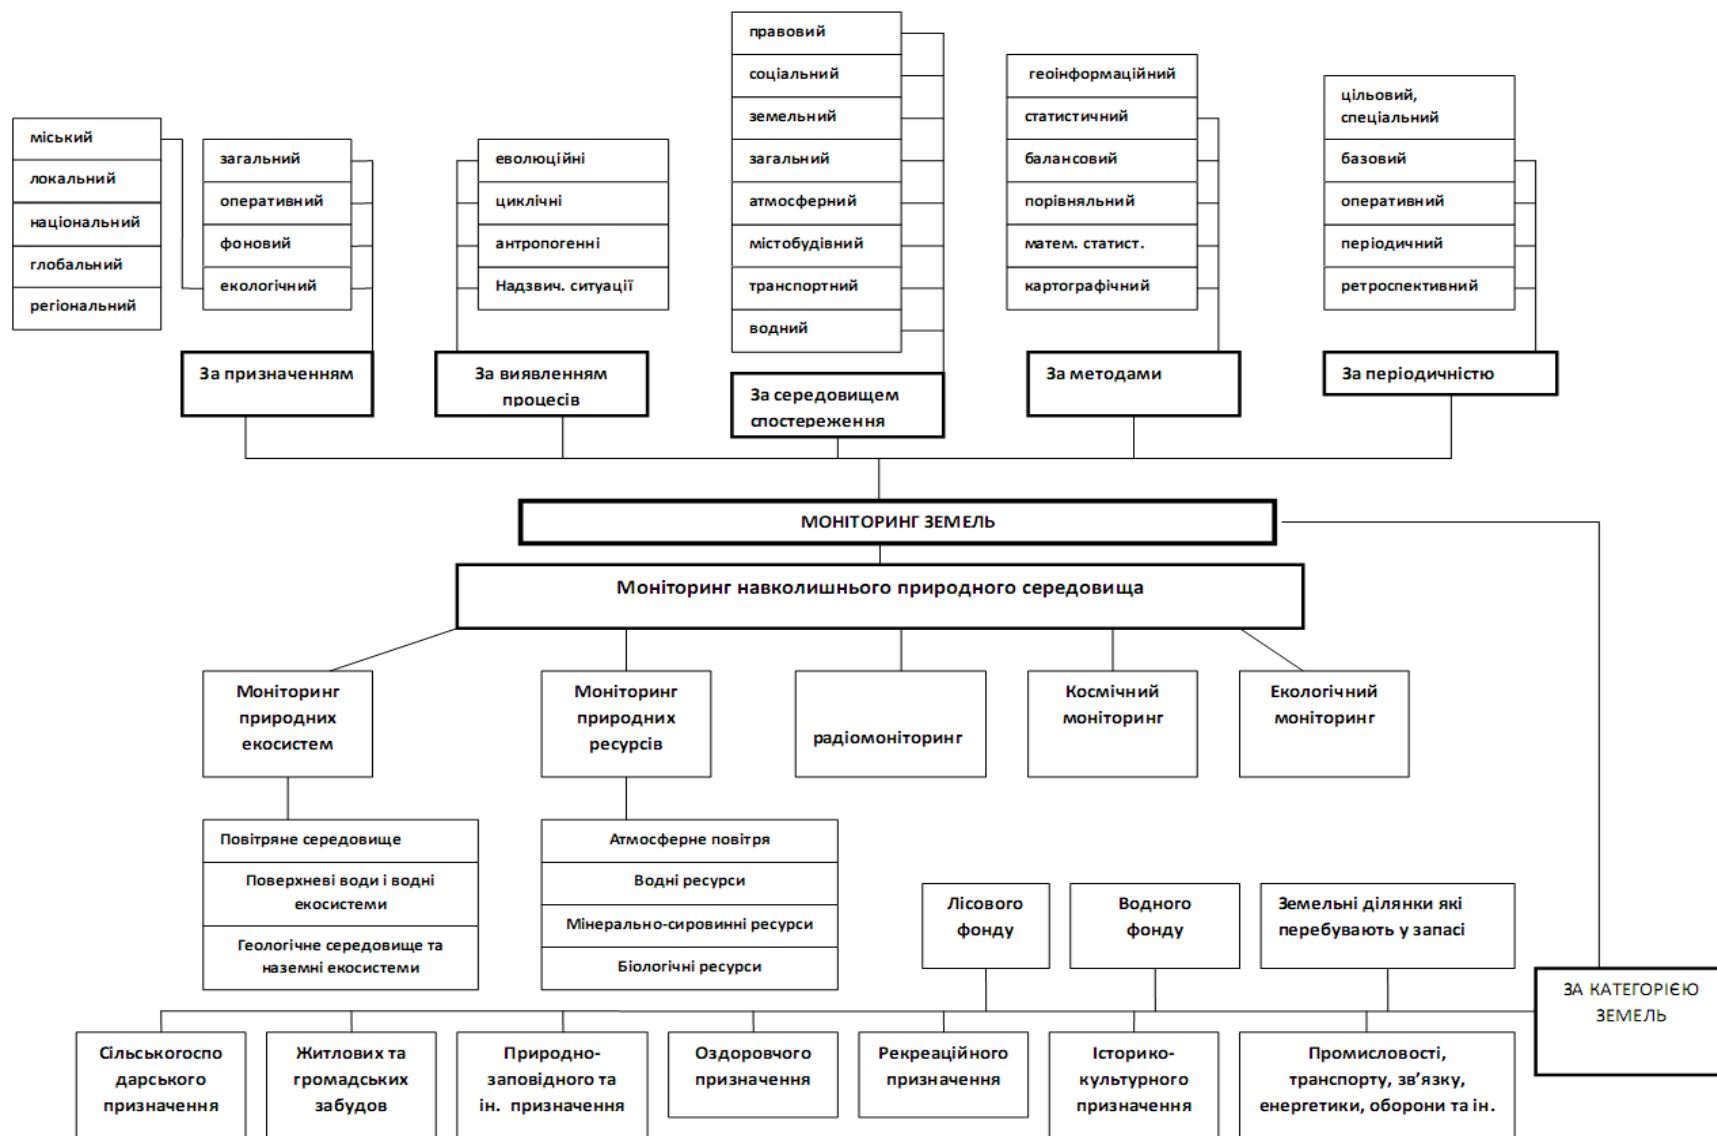 міський
локальний
національний
глобальний
регіональний
загальний
оперативний
фоновий
екологічний
За призначенням
еволюційні
циклічні
антропогенні
Надзвич. ситуації
За виявленням
процесів
правовий
соціальний
земельний
загальний
атмосферний
містобудівний
транспортний
водний
За середовищем
спостереження
геоінформаційний
статистичний
балансовий
порівняльний
матем. статист.
картографічний
За методами
цільовий,
спеціальний
базовий
оперативний
періодичний
ретроспективний
За періодичністю
МОНІТОРИНГ ЗЕМЕЛЬ
Моніторинг навколишнього природного середовища
Моніторинг
природних
екосистем
Моніторинг
природних
ресурсів
радіомоніторинг
Космічний
моніторинг
Екологічний
моніторинг
Повітряне середовище
Поверхневі води і водні
екосистеми
Геологічне середовище та
наземні екосистеми
Атмосферне повітря
Водні ресурси
Мінерально-сировинні ресурси
Біологічні ресурси
Лісового
фонду
Водного
фонду
Земельні ділянки які
перебувають у запасі
ЗА КАТЕГОРІЄЮ
ЗЕМЕЛЬ
Сільськогоспо
дарського
призначення
Житлових та
громадських
забудов
Природно-
заповідного та
ін. призначення
Оздоровчого
призначення
Рекреаційного
призначення
Історико-
культурного
призначення
Промисловості,
транспорту, зв’язку,
енергетики, оборони та ін.